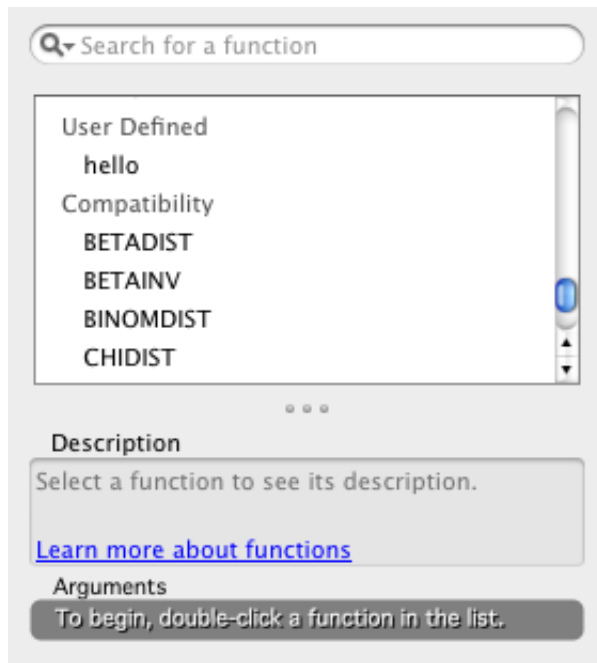 Search for a function
User Defined
hello
Compatibility
BETADIST
BETAINV
BINOMDIST
CHIDIST
Description
Select a function to see its description.
Learn more about functions
Arguments
To begin, double-click a function in the list.